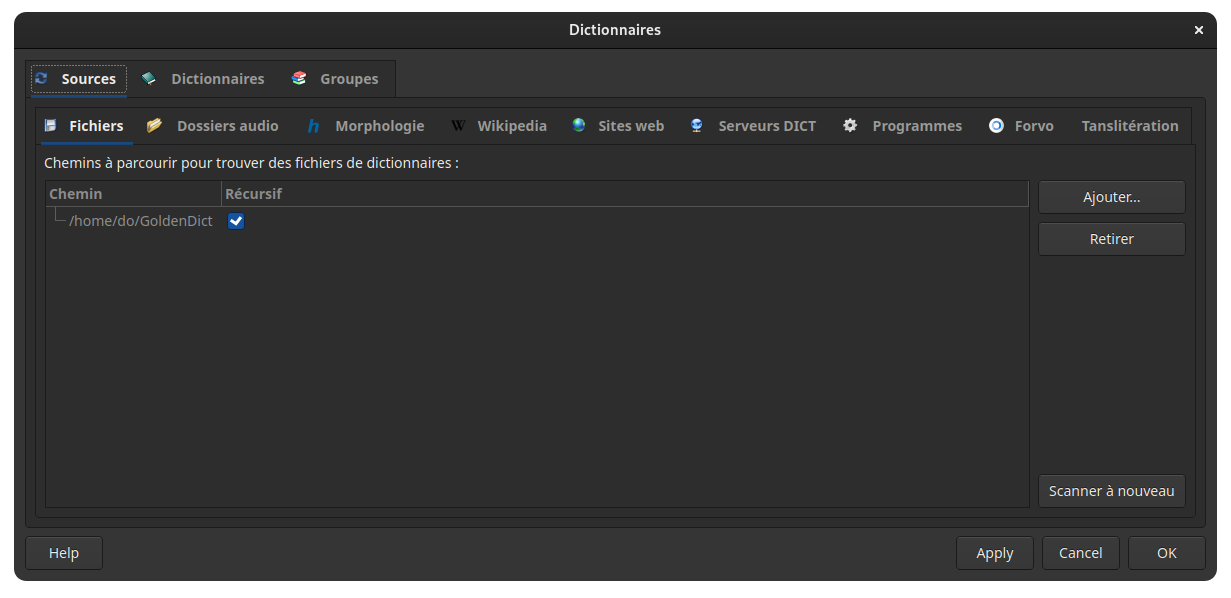 Dictionnaires
Sources Dictionnaires Groupes
Fichiers Dossiers audio Morphologie Wikipedia Sites web Serveurs DICT Programmes Forvo Tanslitération
Chemins à parcourir pour trouver des fichiers de dictionnaires :
Chemin Récursif
/home/do/GoldenDict
Ajouter...
Retirer
Scanner à nouveau
Help Apply Cancel OK